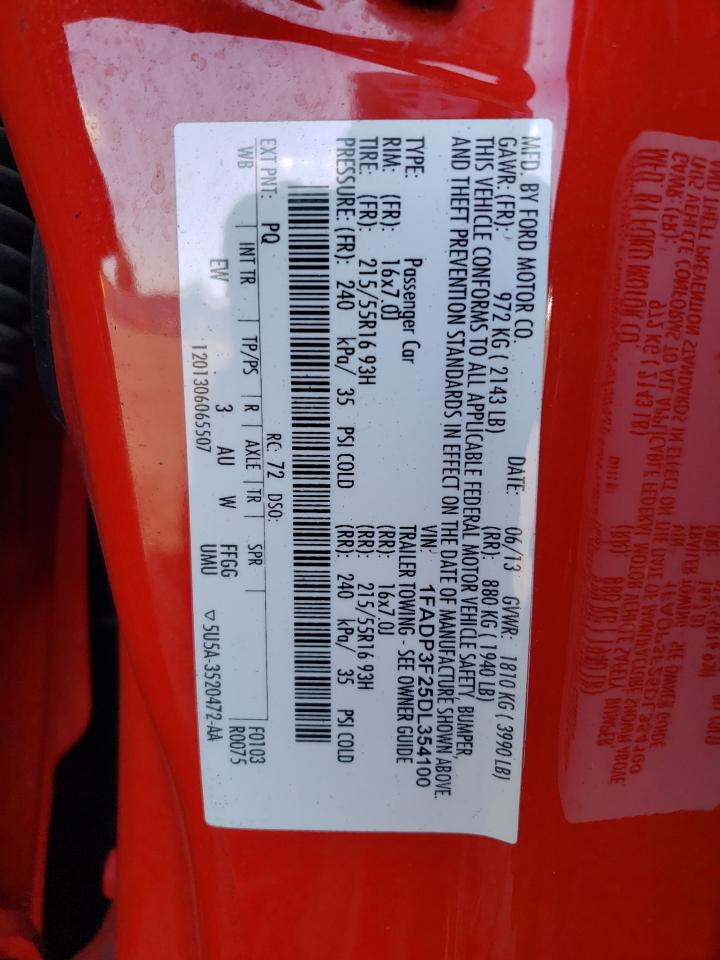 MFD. BY FORD MOTOR CO.
DATE: 06/13 GVWR: 1810 KG ( 3990 LB)
GAWR: (FR): 972 KG ( 2143 LB) (RR): 880 KG ( 1940 LB)
THIS VEHICLE CONFORMS TO ALL APPLICABLE FEDERAL MOTOR VEHICLE SAFETY, BUMPER,
AND THEFT PREVENTION STANDARDS IN EFFECT ON THE DATE OF MANUFACTURE SHOWN ABOVE.
VIN: 1FADP3F25DL354100
TYPE: Passenger Car TRAILER TOWING - SEE OWNER GUIDE
RIM: (FR): 16x7.0J (RR): 16x7.0J
TIRE: (FR): 215/55R16 93H (RR): 215/55R16 93H
PRESSURE: (FR): 240 kPa/ 35 PSI COLD (RR): 240 kPa/ 35 PSI COLD
EXT PNT: PQ RC: 72 DSO: F0103
WB INT TR TP/PS R AXLE TR SPR R0075
EW 3 AU W FFGG
1201306065507 UMU ▽5U5A-3520472-AA